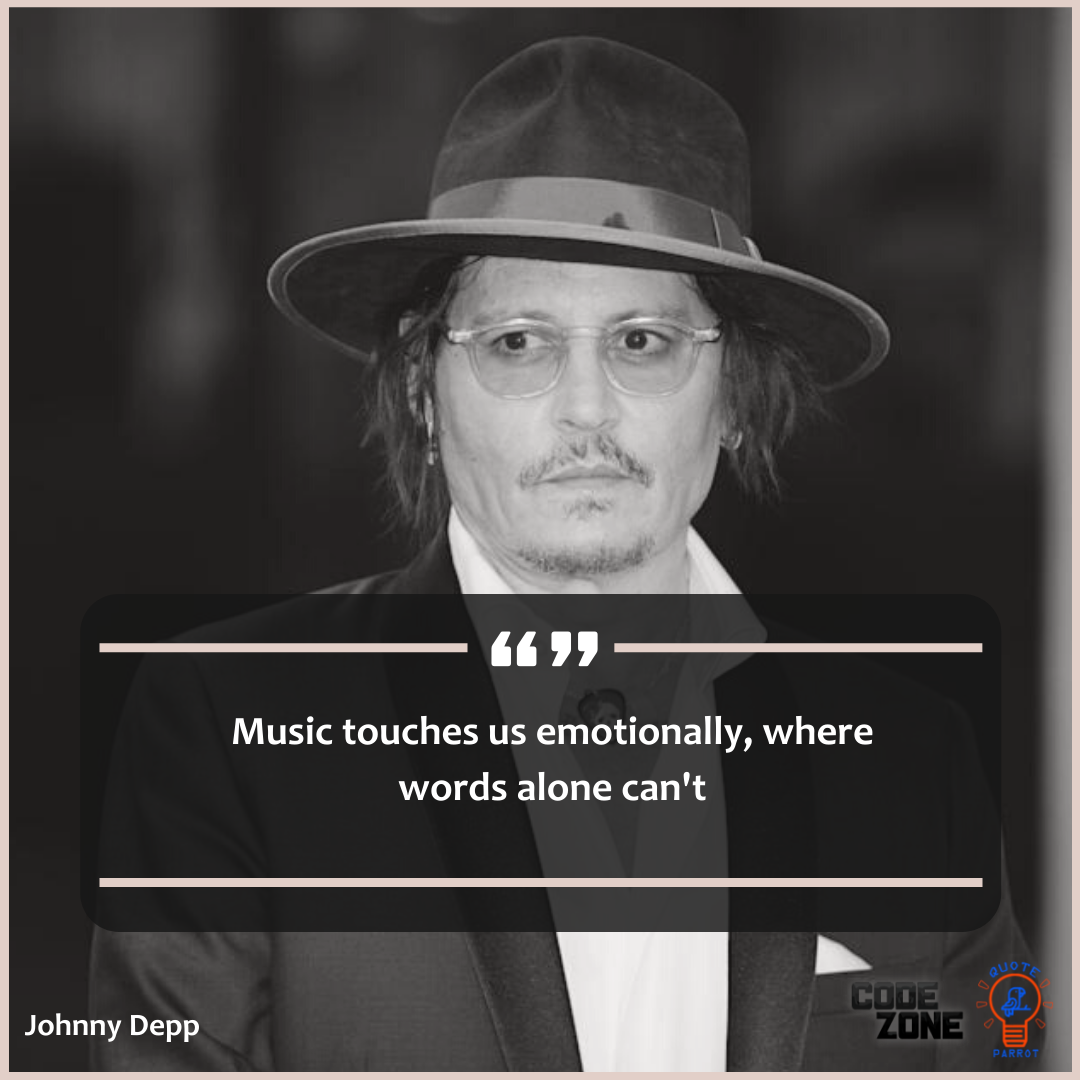 ❝❞
Music touches us emotionally, where
words alone can't
Johnny Depp
CODE
ZONE
QUOTE
PARROT